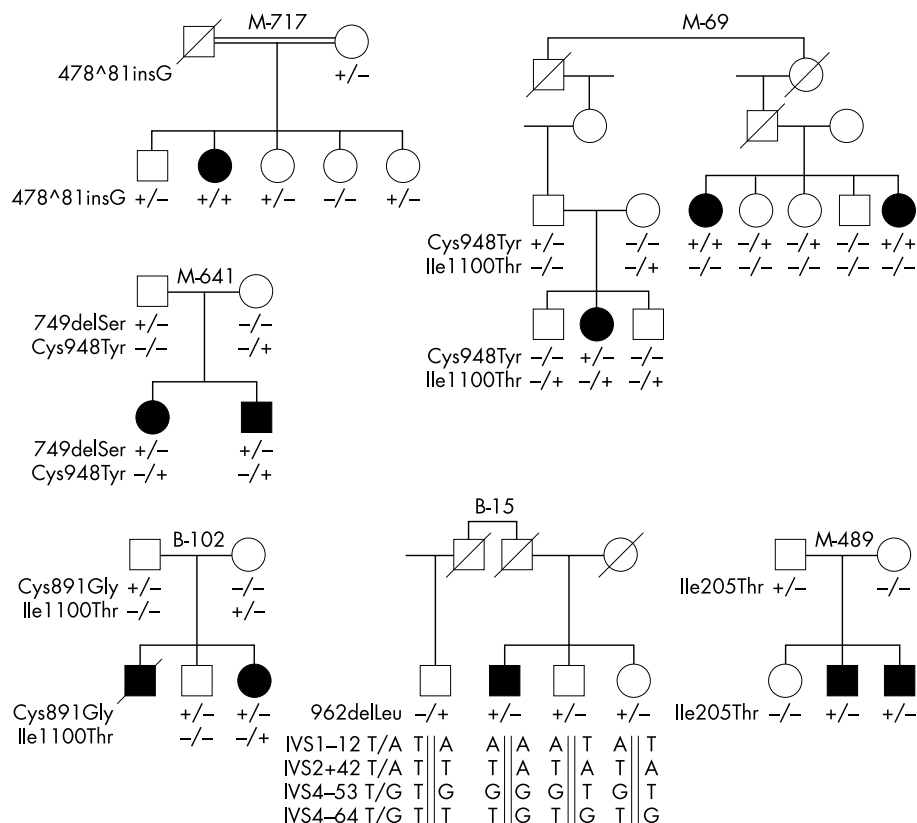 M-717
478^81insG
+/–
478^81insG +/– +/+ +/– –/– +/–
M-69
Cys948Tyr +/– –/–
Ile1100Thr –/– –/+
+/+ –/+ –/+ –/– +/+
–/– –/– –/– –/– –/–
Cys948Tyr –/– +/– –/–
Ile1100Thr –/+ –/+ –/+
M-641
749delSer +/– –/–
Cys948Tyr –/– –/+
749delSer +/– +/–
Cys948Tyr –/+ –/+
B-102
Cys891Gly +/– –/–
Ile1100Thr –/– +/–
Cys891Gly +/– +/–
Ile1100Thr –/– –/+
B-15
962delLeu –/+ +/– +/– +/–
IVS1–12 T/A T A A A A T A T
IVS2+42 T/A T T T A T A T A
IVS4–53 T/G T G G G G T G T
IVS4–64 T/G T T T G T G T G
M-489
Ile205Thr +/– –/–
Ile205Thr –/– +/– +/–